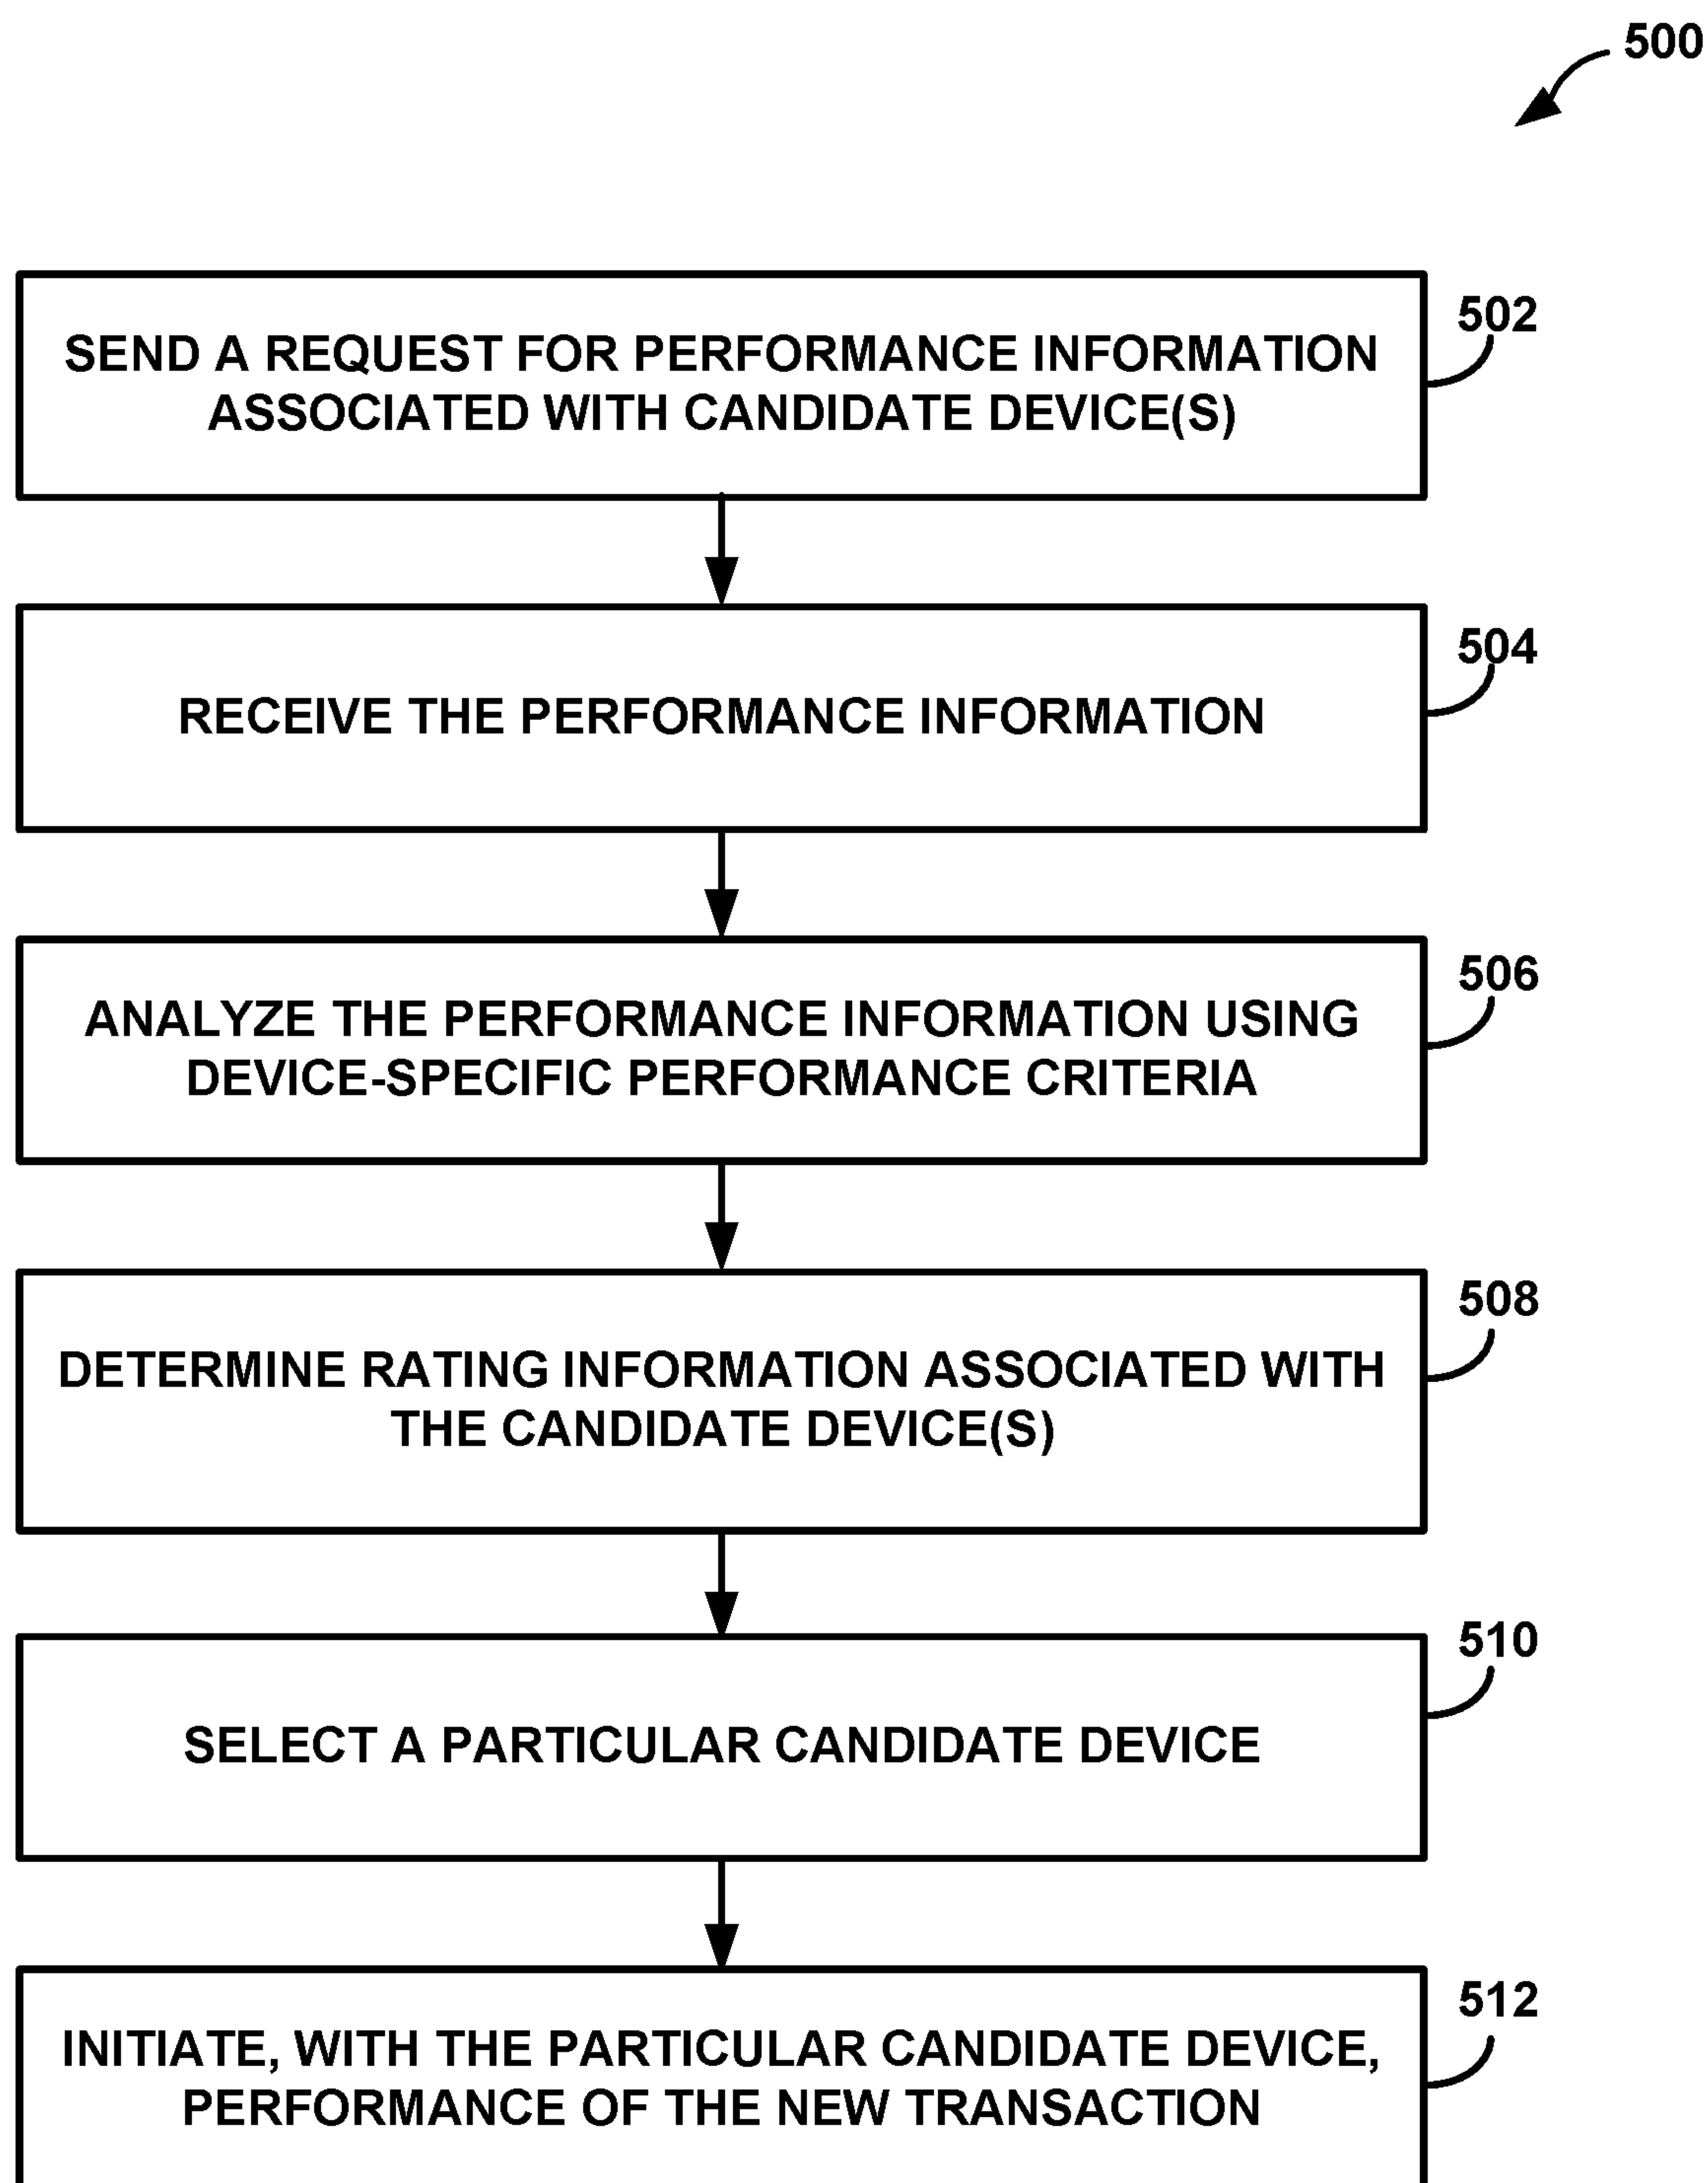 500
502
SEND A REQUEST FOR PERFORMANCE INFORMATION
ASSOCIATED WITH CANDIDATE DEVICE(S)
504
RECEIVE THE PERFORMANCE INFORMATION
506
ANALYZE THE PERFORMANCE INFORMATION USING
DEVICE-SPECIFIC PERFORMANCE CRITERIA
508
DETERMINE RATING INFORMATION ASSOCIATED WITH
THE CANDIDATE DEVICE(S)
510
SELECT A PARTICULAR CANDIDATE DEVICE
512
INITIATE, WITH THE PARTICULAR CANDIDATE DEVICE,
PERFORMANCE OF THE NEW TRANSACTION